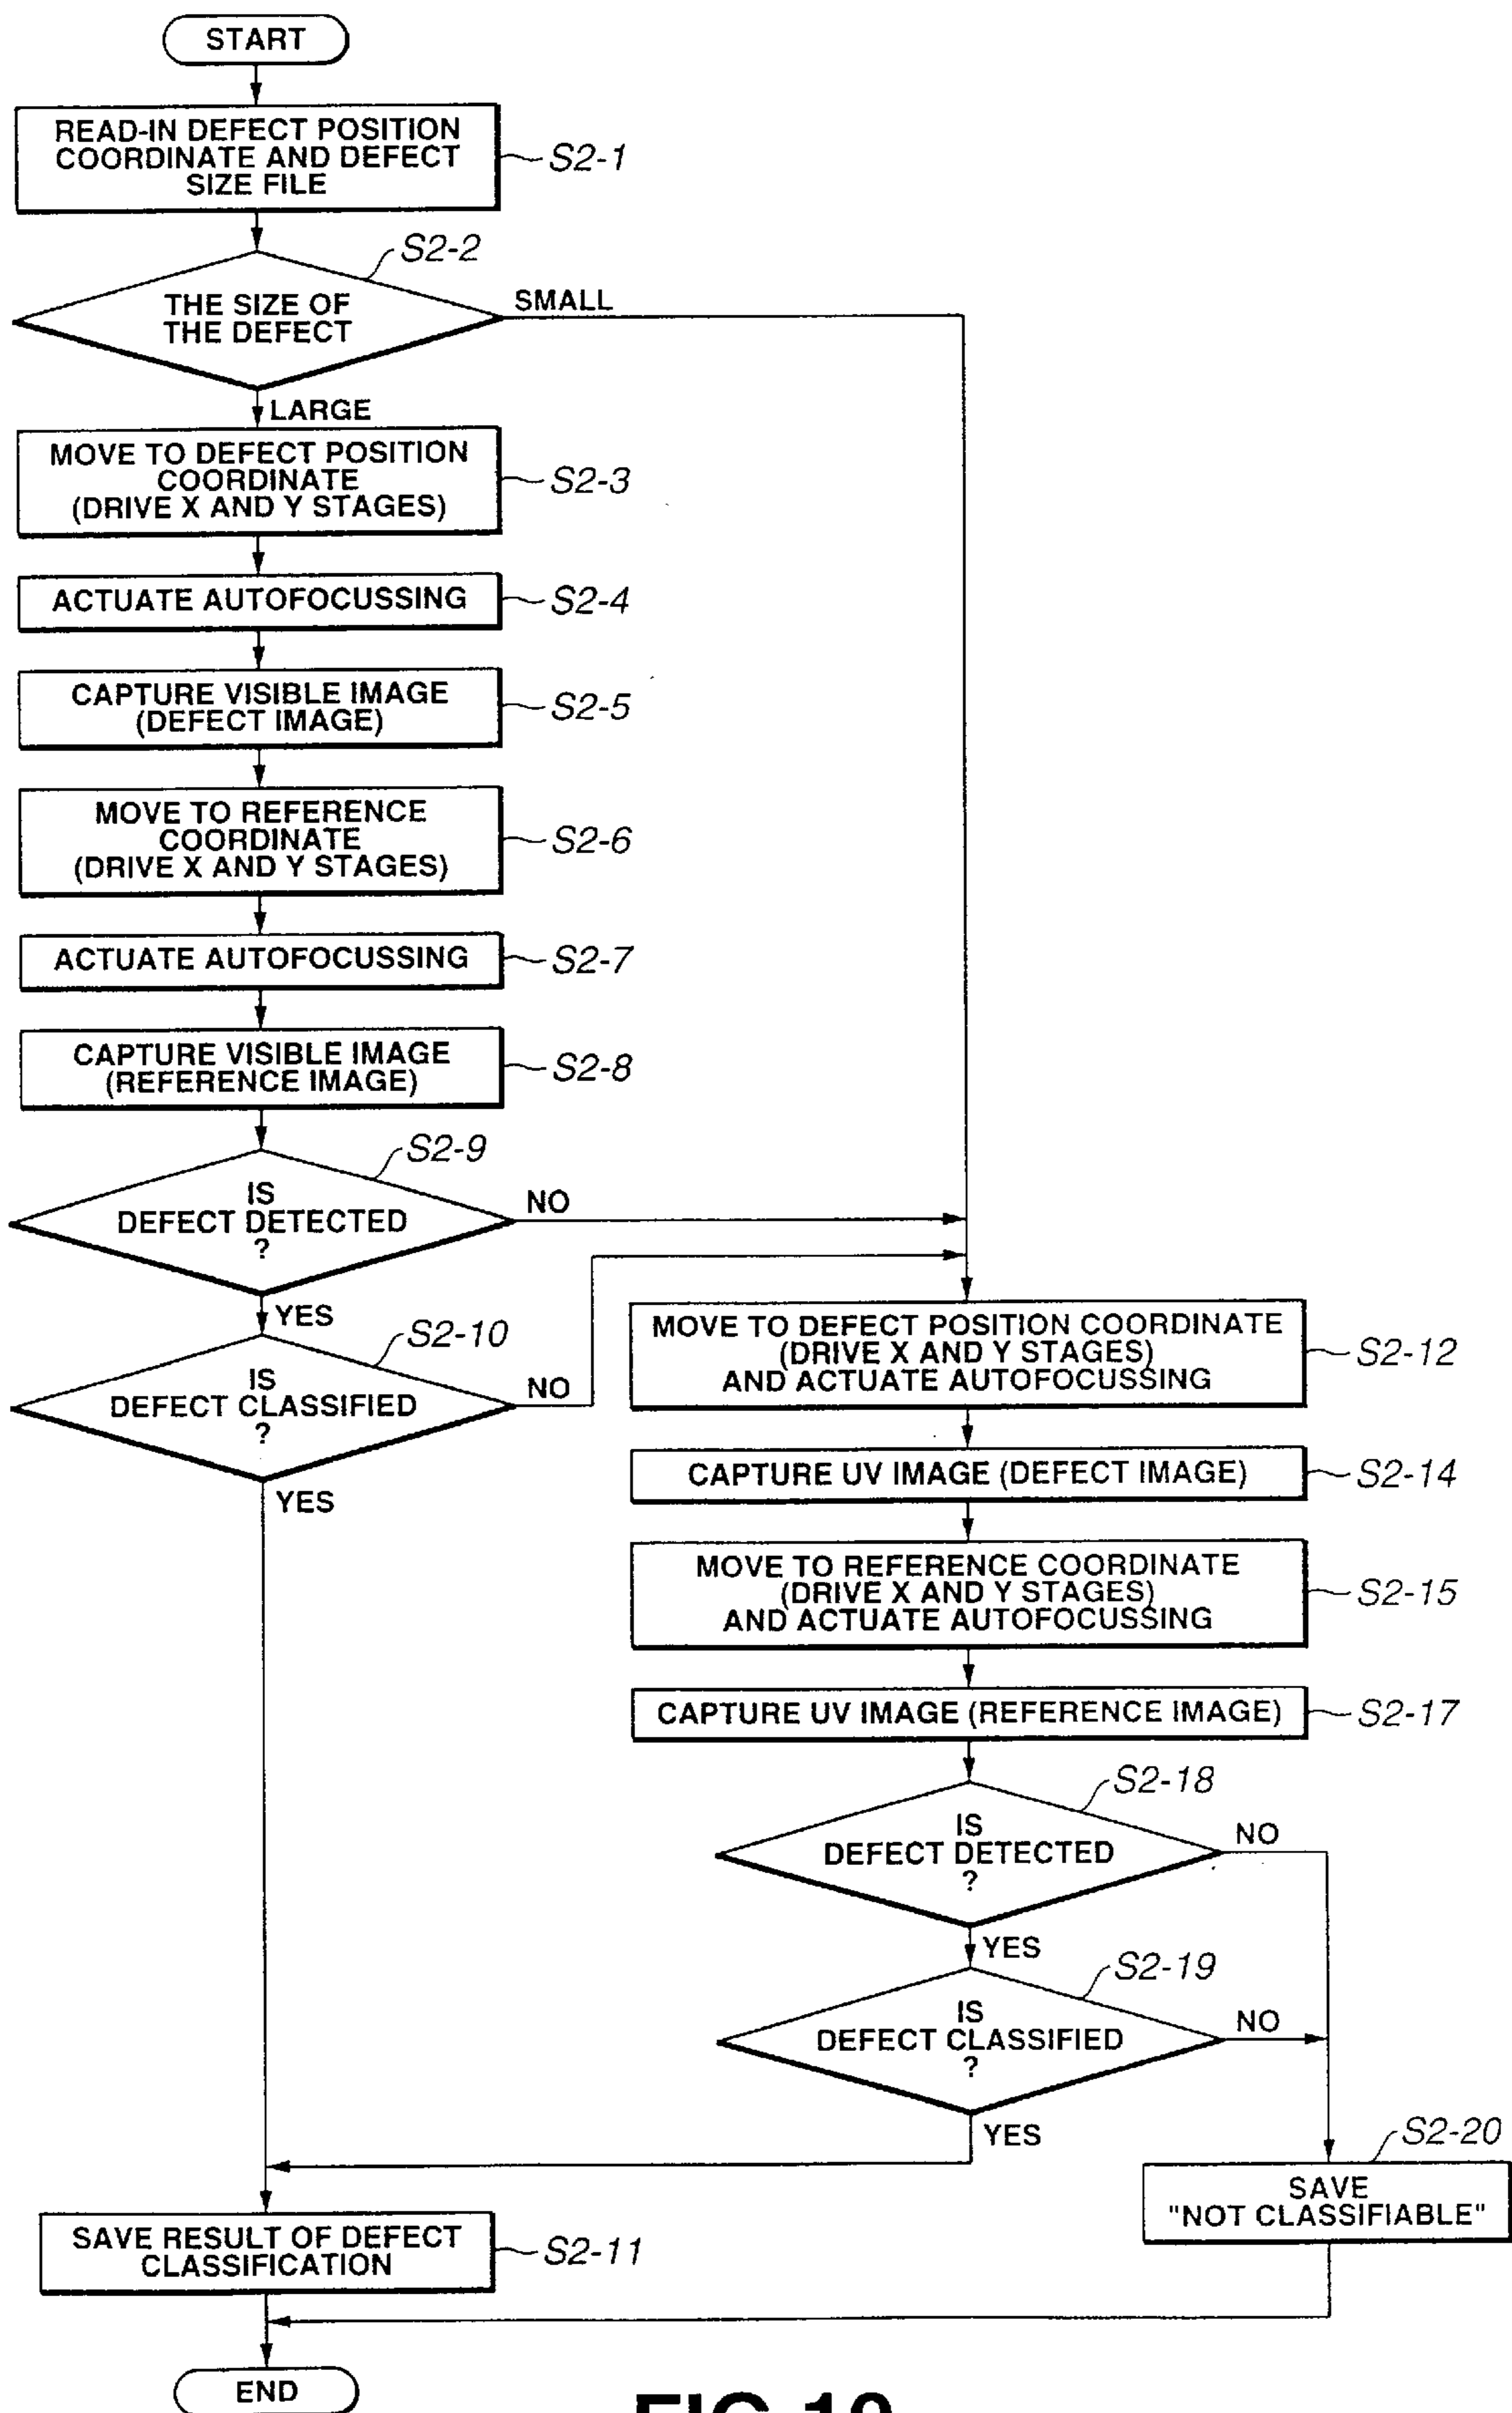 START
READ-IN DEFECT POSITION
COORDINATE AND DEFECT
SIZE FILE
S2-1
S2-2
THE SIZE OF
THE DEFECT
SMALL
LARGE
MOVE TO DEFECT POSITION
COORDINATE
(DRIVE X AND Y STAGES)
S2-3
ACTUATE AUTOFOCUSSING
S2-4
CAPTURE VISIBLE IMAGE
(DEFECT IMAGE)
S2-5
MOVE TO REFERENCE
COORDINATE
(DRIVE X AND Y STAGES)
S2-6
ACTUATE AUTOFOCUSSING
S2-7
CAPTURE VISIBLE IMAGE
(REFERENCE IMAGE)
S2-8
S2-9
IS
DEFECT DETECTED
?
NO
YES
S2-10
IS
DEFECT CLASSIFIED
?
NO
YES
MOVE TO DEFECT POSITION COORDINATE
(DRIVE X AND Y STAGES)
AND ACTUATE AUTOFOCUSSING
S2-12
CAPTURE UV IMAGE (DEFECT IMAGE)
S2-14
MOVE TO REFERENCE COORDINATE
(DRIVE X AND Y STAGES)
AND ACTUATE AUTOFOCUSSING
S2-15
CAPTURE UV IMAGE (REFERENCE IMAGE)
S2-17
S2-18
IS
DEFECT DETECTED
?
NO
YES
S2-19
IS
DEFECT CLASSIFIED
?
NO
YES
S2-20
SAVE
"NOT CLASSIFIABLE"
SAVE RESULT OF DEFECT
CLASSIFICATION
S2-11
END